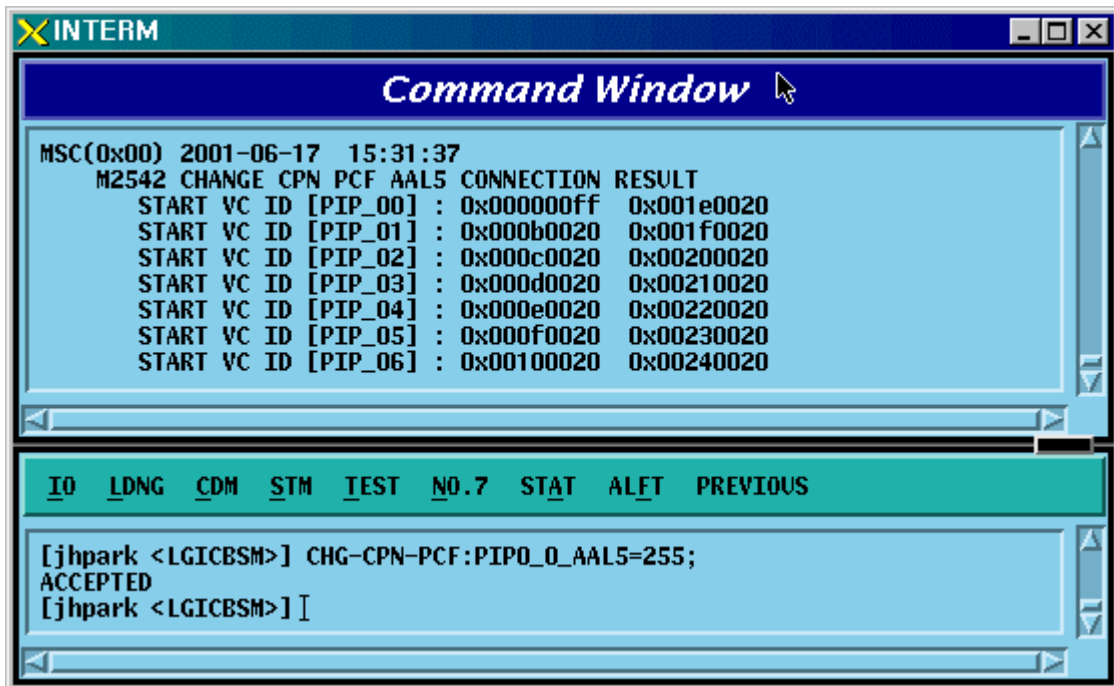 INTERM
Command Window
MSC(0x00) 2001-06-17 15:31:37
M2542 CHANGE CPN PCF AAL5 CONNECTION RESULT
START VC ID [PIP_00] : 0x000000ff 0x001e0020
START VC ID [PIP_01] : 0x000b0020 0x001f0020
START VC ID [PIP_02] : 0x000c0020 0x00200020
START VC ID [PIP_03] : 0x000d0020 0x00210020
START VC ID [PIP_04] : 0x000e0020 0x00220020
START VC ID [PIP_05] : 0x000f0020 0x00230020
START VC ID [PIP_06] : 0x00100020 0x00240020
IO LDNG CDM STM TEST NO.7 STAT ALFT PREVIOUS
[jhpark <LGICBSM>] CHG-CPN-PCF:PIP0_0_AAL5=255;
ACCEPTED
[jhpark <LGICBSM>]